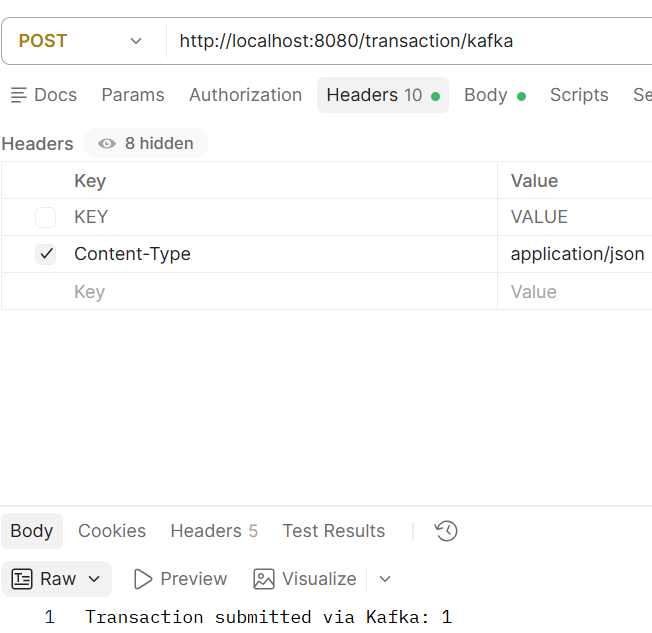 POST http://localhost:8080/transaction/kafka
Docs Params Authorization Headers 10 Body Scripts Se
Headers 8 hidden
Key Value
KEY VALUE
Content-Type application/json
Key Value
Body Cookies Headers 5 Test Results
Raw Preview Visualize
1 Transaction submitted via Kafka: 1